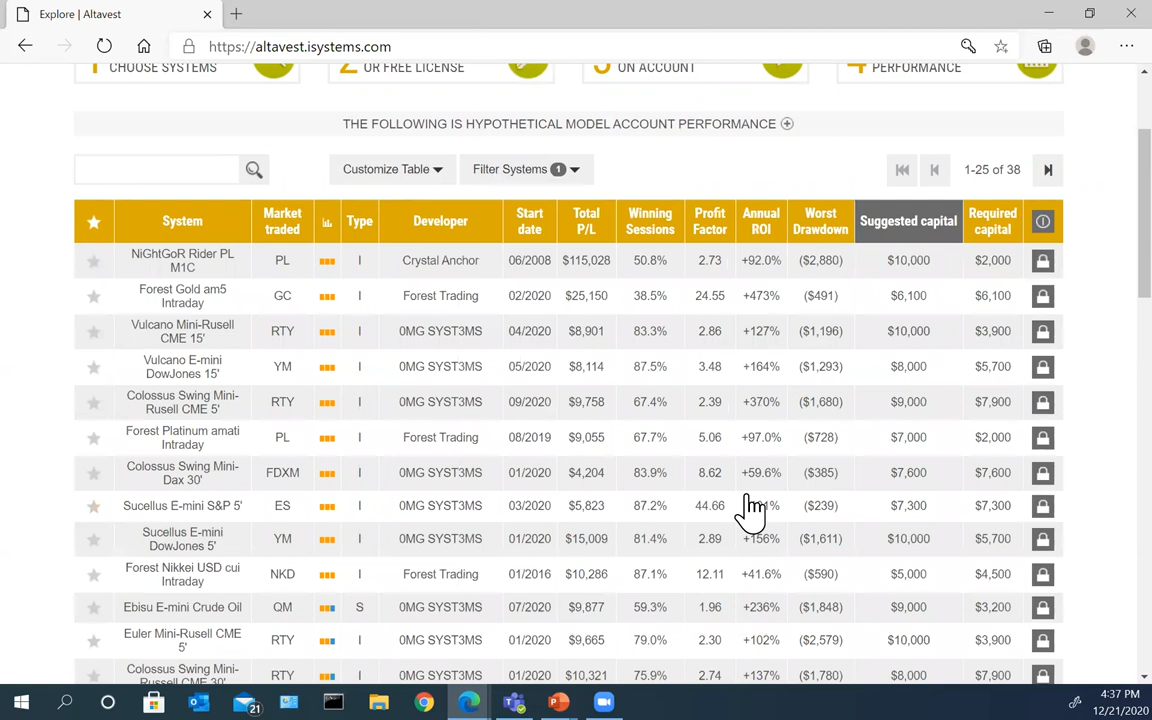 Explore | Altavest
https://altavest.isystems.com
CHOOSE SYSTEMS
OR FREE LICENSE
ON ACCOUNT
PERFORMANCE
THE FOLLOWING IS HYPOTHETICAL MODEL ACCOUNT PERFORMANCE
Customize Table
Filter Systems 1
1-25 of 38
System Market traded Type Developer Start date Total P/L Winning Sessions Profit Factor Annual ROI Worst Drawdown Suggested capital Required capital
NiGhtGoR Rider PL M1C PL I Crystal Anchor 06/2008 $115,028 50.8% 2.73 +92.0% ($2,880) $10,000 $2,000
Forest Gold am5 Intraday GC I Forest Trading 02/2020 $25,150 38.5% 24.55 +473% ($491) $6,100 $6,100
Vulcano Mini-Rusell CME 15' RTY I 0MG SYST3MS 04/2020 $8,901 83.3% 2.86 +127% ($1,196) $10,000 $3,900
Vulcano E-mini DowJones 15' YM I 0MG SYST3MS 05/2020 $8,114 87.5% 3.48 +164% ($1,293) $8,000 $5,700
Colossus Swing Mini-Rusell CME 5' RTY I 0MG SYST3MS 09/2020 $9,758 67.4% 2.39 +370% ($1,680) $9,000 $7,900
Forest Platinum amati Intraday PL I Forest Trading 08/2019 $9,055 67.7% 5.06 +97.0% ($728) $7,000 $2,000
Colossus Swing Mini-Dax 30' FDXM I 0MG SYST3MS 01/2020 $4,204 83.9% 8.62 +59.6% ($385) $7,600 $7,600
Sucellus E-mini S&P 5' ES I 0MG SYST3MS 03/2020 $5,823 87.2% 44.66 ($239) $7,300 $7,300
Sucellus E-mini DowJones 5' YM I 0MG SYST3MS 01/2020 $15,009 81.4% 2.89 +156% ($1,611) $10,000 $5,700
Forest Nikkei USD cui Intraday NKD I Forest Trading 01/2016 $10,286 87.1% 12.11 +41.6% ($590) $5,000 $4,500
Ebisu E-mini Crude Oil QM S 0MG SYST3MS 07/2020 $9,877 59.3% 1.96 +236% ($1,848) $9,000 $3,200
Euler Mini-Rusell CME 5' RTY I 0MG SYST3MS 01/2020 $9,665 79.0% 2.30 +102% ($2,579) $10,000 $3,900
Colossus Swing Mini-Russell CME 30' RTY I 0MG SYST3MS 01/2020 $10,321 75.9% 2.74 +137% ($1,780) $8,000 $7,900
21
4:37 PM
12/21/2020